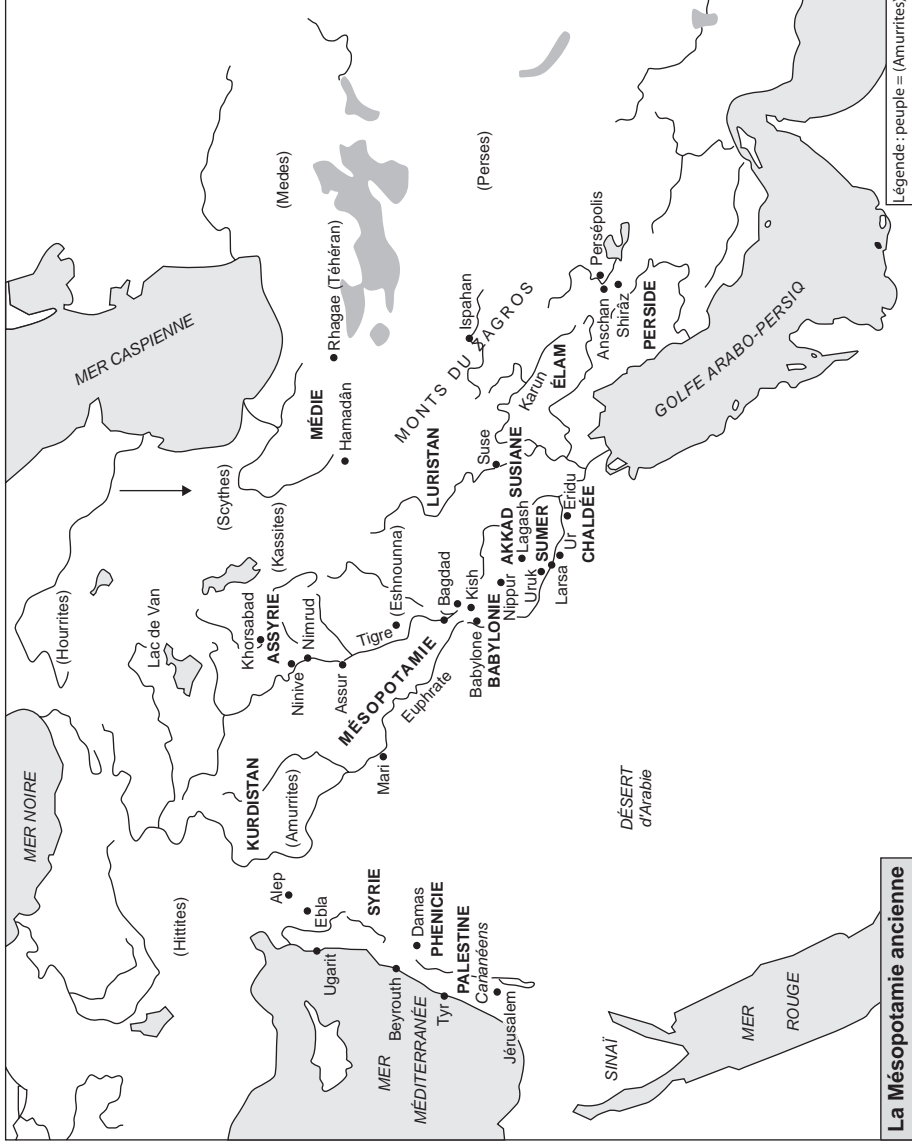 MER NOIRE
(Hourrites)
MER CASPIENNE
(Hittites)
Lac de Van
(Scythes)
(Medes)
KURDISTAN
(Amurrites)
Khorsabad
ASSYRIE
Ninive
Nimrud
(Kassites)
MÉDIE
Hamadân
Rhagae (Téhéran)
Alep
Ebla
Ugarit
SYRIE
Assur
Tigre
(Eshnounna)
MÉSOPOTAMIE
Euphrate
Mari
Bagdad
LURISTAN
MONTS DU ZAGROS
Ispahan
(Perses)
MER
MÉDITERRANÉE
Beyrouth
Damas
PHENICIE
Tyr
PALESTINE
Cananéens
Jérusalem
Kish
Babylone
BABYLONIE
Nippur
AKKAD
Lagash
Uruk
SUMER
Larsa
Ur
Eridu
CHALDÉE
Suse
SUSIANE
Karun
ÉLAM
Anschan
Persépolis
Shirâz
PERSIDE
DÉSERT
d'Arabie
SINAÏ
MER
ROUGE
GOLFE ARABO-PERSIQ
La Mésopotamie ancienne
Légende : peuple = (Amurrites)